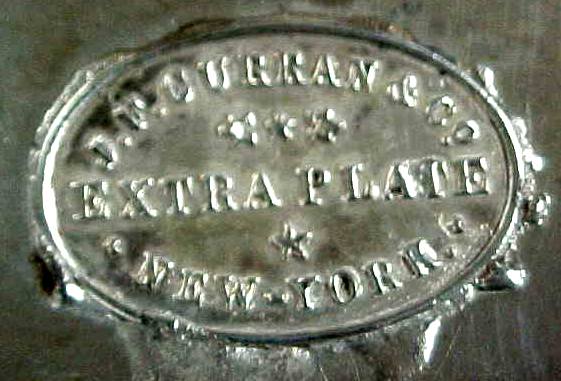 J. H. CURRAN & CO
EXTRA PLATE
NEW-YORK.